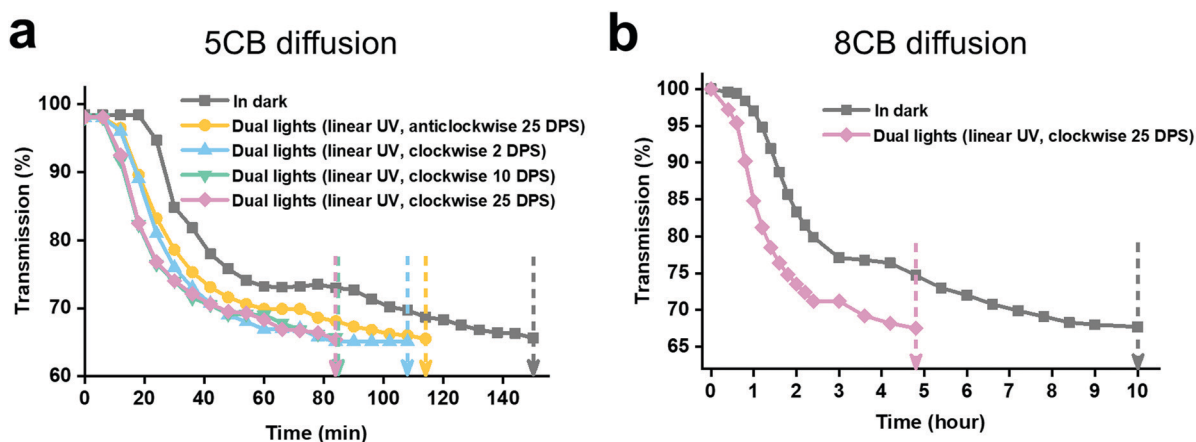 a
5CB diffusion
In dark
Dual lights (linear UV, anticlockwise 25 DPS)
Dual lights (linear UV, clockwise 2 DPS)
Dual lights (linear UV, clockwise 10 DPS)
Dual lights (linear UV, clockwise 25 DPS)
Transmission (%)
100
90
80
70
60
0 20 40 60 80 100 120 140
Time (min)
b
8CB diffusion
In dark
Dual lights (linear UV, clockwise 25 DPS)
Transmission (%)
100
95
90
85
80
75
70
65
0 1 2 3 4 5 6 7 8 9 10
Time (hour)